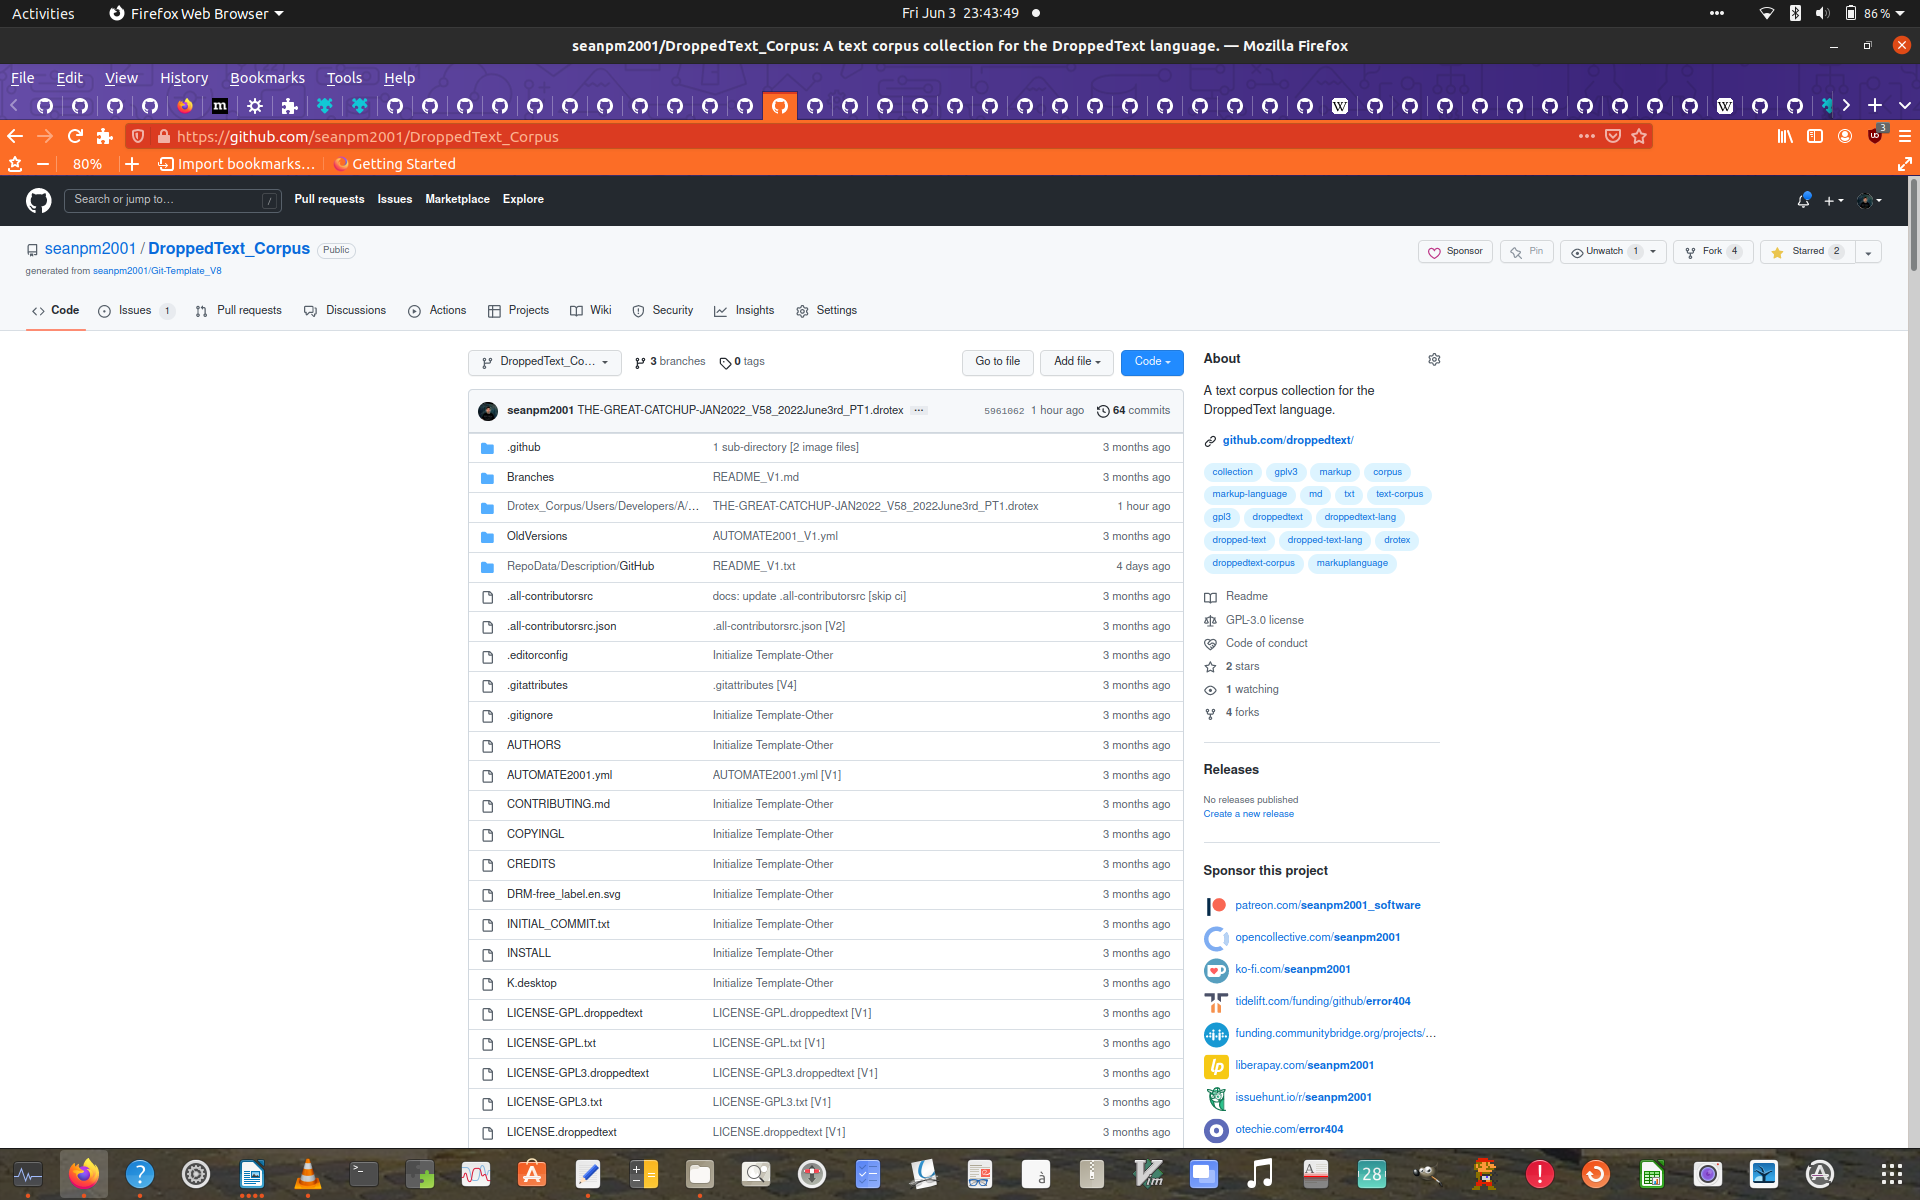 Activities
Firefox Web Browser
Fri Jun 3 23:43:49
86%
seanpm2001/DroppedText_Corpus: A text corpus collection for the DroppedText language. — Mozilla Firefox
File Edit View History Bookmarks Tools Help
https://github.com/seanpm2001/DroppedText_Corpus
3
80%
Import bookmarks…
Getting Started
Search or jump to…
/
Pull requests Issues Marketplace Explore
seanpm2001 / DroppedText_Corpus Public
generated from seanpm2001/Git-Template_V8
Sponsor
Pin
Unwatch 1
Fork 4
Starred 2
Code
Issues 1
Pull requests
Discussions
Actions
Projects
Wiki
Security
Insights
Settings
DroppedText_Co…
3 branches
0 tags
Go to file
Add file
Code
seanpm2001 THE-GREAT-CATCHUP-JAN2022_V58_2022June3rd_PT1.drotex … 5961062 1 hour ago 64 commits
.github 1 sub-directory [2 image files] 3 months ago
Branches README_V1.md 3 months ago
Drotex_Corpus/Users/Developers/A/… THE-GREAT-CATCHUP-JAN2022_V58_2022June3rd_PT1.drotex 1 hour ago
OldVersions AUTOMATE2001_V1.yml 3 months ago
RepoData/Description/GitHub README_V1.txt 4 days ago
.all-contributorsrc docs: update .all-contributorsrc [skip ci] 3 months ago
.all-contributorsrc.json .all-contributorsrc.json [V2] 3 months ago
.editorconfig Initialize Template-Other 3 months ago
.gitattributes .gitattributes [V4] 3 months ago
.gitignore Initialize Template-Other 3 months ago
AUTHORS Initialize Template-Other 3 months ago
AUTOMATE2001.yml AUTOMATE2001.yml [V1] 3 months ago
CONTRIBUTING.md Initialize Template-Other 3 months ago
COPYINGL Initialize Template-Other 3 months ago
CREDITS Initialize Template-Other 3 months ago
DRM-free_label.en.svg Initialize Template-Other 3 months ago
INITIAL_COMMIT.txt Initialize Template-Other 3 months ago
INSTALL Initialize Template-Other 3 months ago
K.desktop Initialize Template-Other 3 months ago
LICENSE-GPL.droppedtext LICENSE-GPL.droppedtext [V1] 3 months ago
LICENSE-GPL.txt LICENSE-GPL.txt [V1] 3 months ago
LICENSE-GPL3.droppedtext LICENSE-GPL3.droppedtext [V1] 3 months ago
LICENSE-GPL3.txt LICENSE-GPL3.txt [V1] 3 months ago
LICENSE.droppedtext LICENSE.droppedtext [V1] 3 months ago
About
A text corpus collection for the
DroppedText language.
github.com/droppedtext/
collection gplv3 markup corpus
markup-language md txt text-corpus
gpl3 droppedtext droppedtext-lang
dropped-text dropped-text-lang drotex
droppedtext-corpus markuplanguage
Readme
GPL-3.0 license
Code of conduct
2 stars
1 watching
4 forks
Releases
No releases published
Create a new release
Sponsor this project
patreon.com/seanpm2001_software
opencollective.com/seanpm2001
ko-fi.com/seanpm2001
tidelift.com/funding/github/error404
funding.communitybridge.org/projects/…
liberapay.com/seanpm2001
issuehunt.io/r/seanpm2001
otechie.com/error404
28